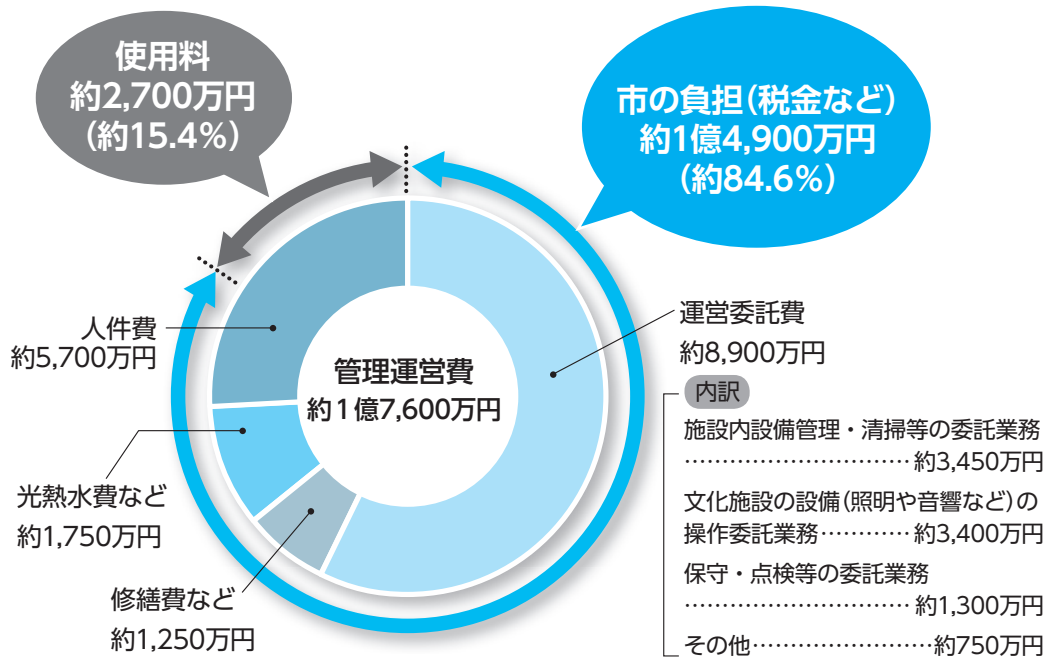 使用料
約2,700万円
(約15.4%)
市の負担(税金など)
約1億4,900万円
(約84.6%)
人件費
約5,700万円
光熱水費など
約1,750万円
修繕費など
約1,250万円
管理運営費
約1億7,600万円
運営委託費
約8,900万円
内訳
施設内設備管理・清掃等の委託業務
…………………………約3,450万円
文化施設の設備(照明や音響など)の
操作委託業務…………約3,400万円
保守・点検等の委託業務
…………………………約1,300万円
その他……………………約750万円